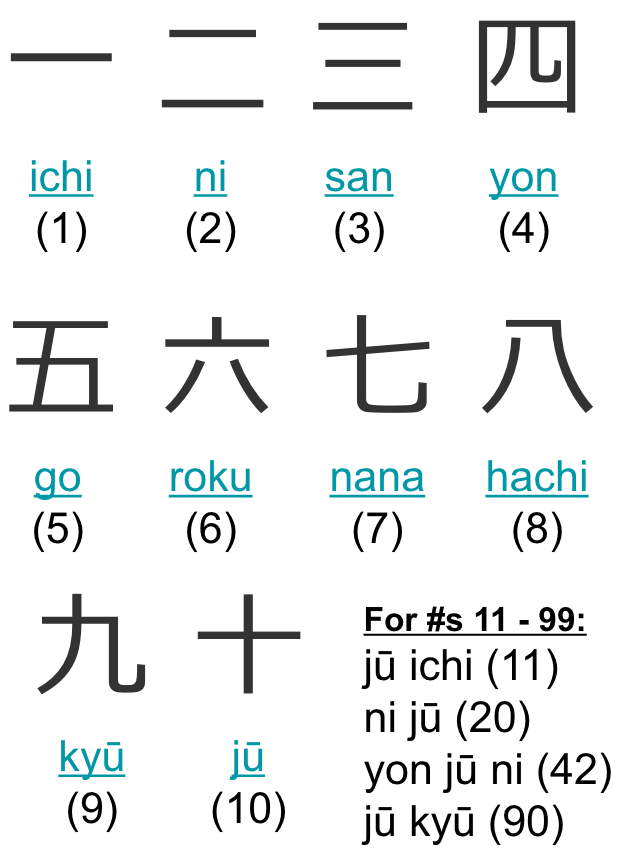 一 二 三 四
ichi ni san yon
(1) (2) (3) (4)
五 六 七 八
go roku nana hachi
(5) (6) (7) (8)
九 十
kyū jū
(9) (10)
For #s 11 - 99:
jū ichi (11)
ni jū (20)
yon jū ni (42)
jū kyū (90)